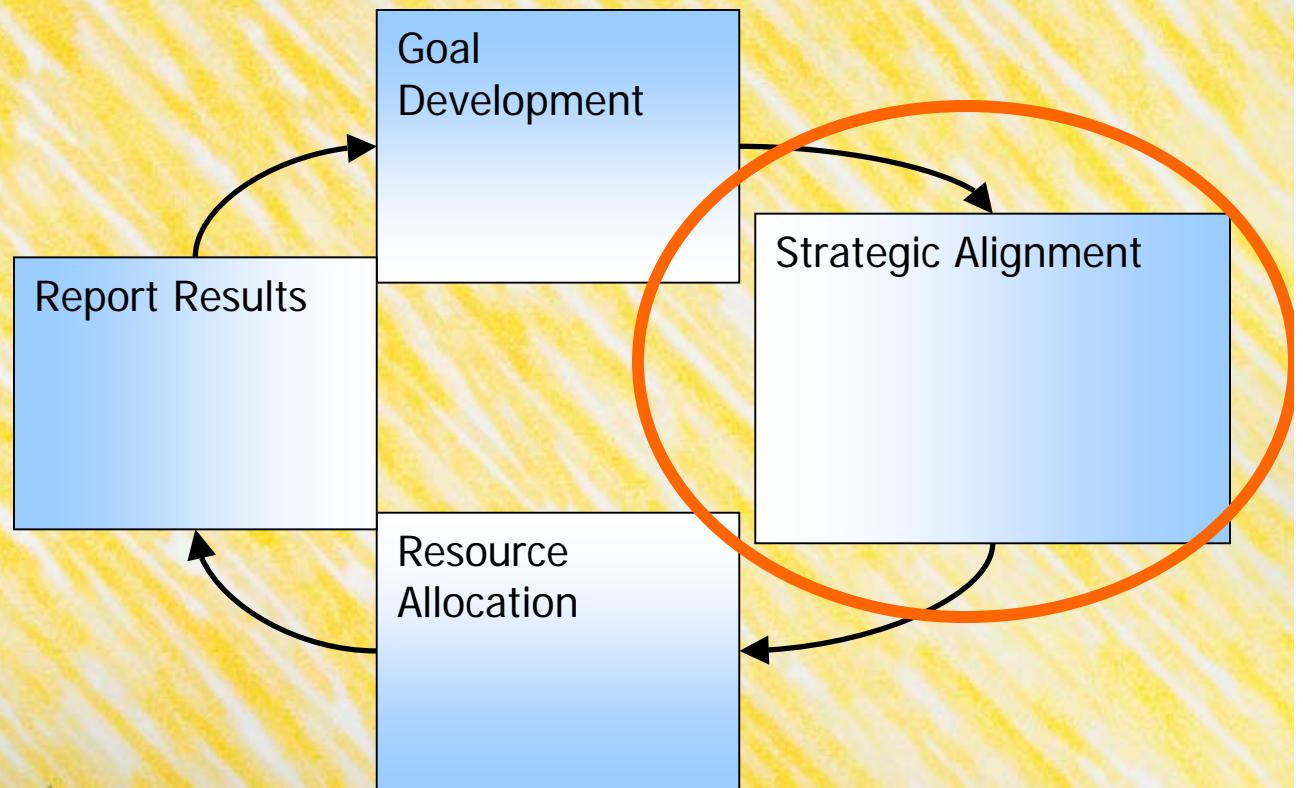 Goal
Development
Strategic Alignment
Report Results
Resource
Allocation